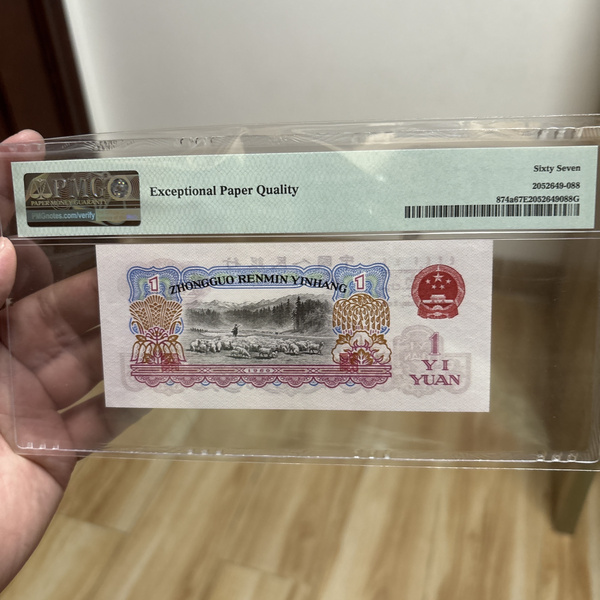 PMG
PAPER MONEY GUARANTY
PMGnotes.com/verify
Exceptional Paper Quality
Sixty Seven
2052649-088
874a67E2052649088G
1
ZHONGGUO RENMIN YINHANG
1
1960
1
YI
YUAN